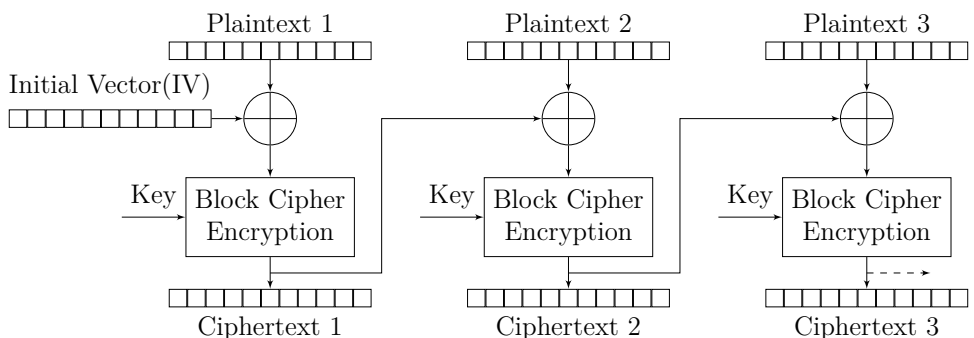 Plaintext 1
Plaintext 2
Plaintext 3
Initial Vector(IV)
Key
Block Cipher
Encryption
Key
Block Cipher
Encryption
Key
Block Cipher
Encryption
Ciphertext 1
Ciphertext 2
Ciphertext 3